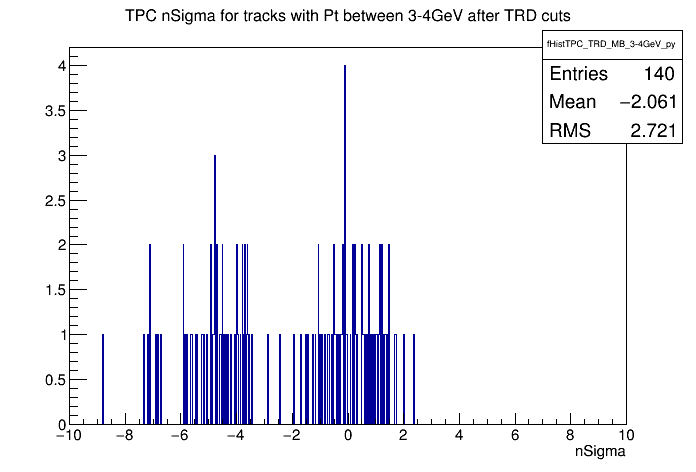 TPC nSigma for tracks with Pt between 3-4GeV after TRD cuts
fHistTPC_TRD_MB_3-4GeV_py
Entries 140
Mean −2.061
RMS 2.721
4
3.5
3
2.5
2
1.5
1
0.5
0
−10 −8 −6 −4 −2 0 2 4 6 8 10
nSigma